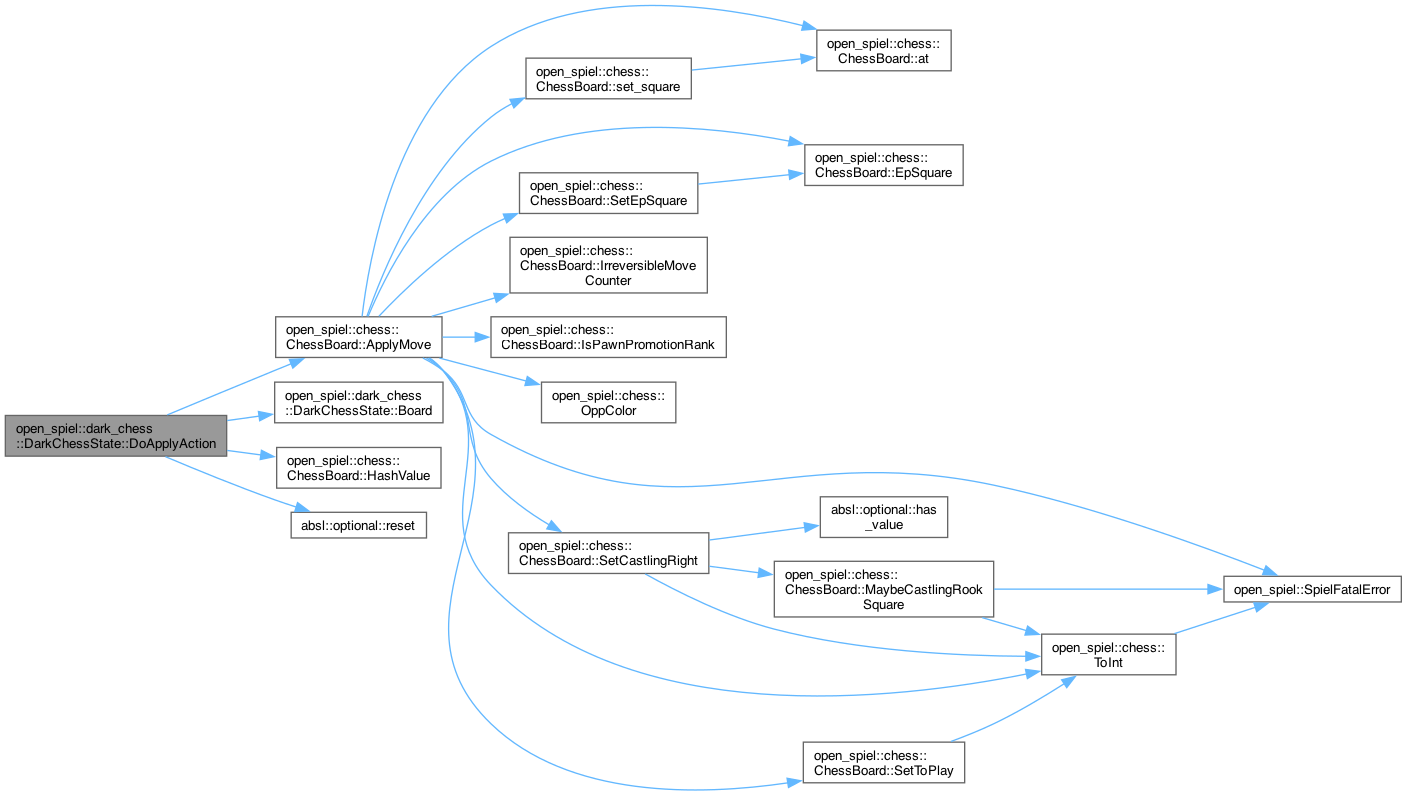 open_spiel::dark_chess
::DarkChessState::DoApplyAction
open_spiel::chess::
ChessBoard::ApplyMove
open_spiel::dark_chess
::DarkChessState::Board
open_spiel::chess::
ChessBoard::HashValue
absl::optional::reset
open_spiel::chess::
ChessBoard::at
open_spiel::chess::
ChessBoard::set_square
open_spiel::chess::
ChessBoard::EpSquare
open_spiel::chess::
ChessBoard::SetEpSquare
open_spiel::chess::
ChessBoard::IrreversibleMove
Counter
open_spiel::chess::
ChessBoard::IsPawnPromotionRank
open_spiel::chess::
OppColor
open_spiel::chess::
ChessBoard::SetCastlingRight
absl::optional::has
_value
open_spiel::chess::
ChessBoard::MaybeCastlingRook
Square
open_spiel::SpielFatalError
open_spiel::chess::
ToInt
open_spiel::chess::
ChessBoard::SetToPlay